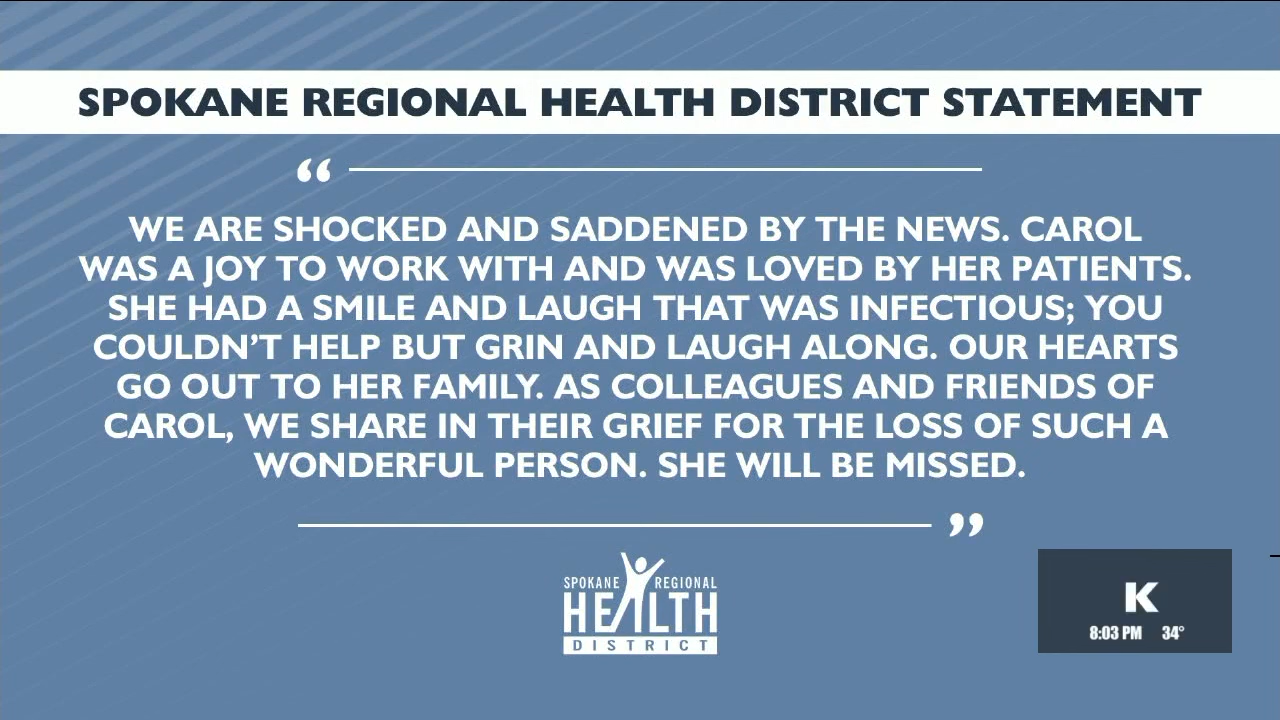 SPOKANE REGIONAL HEALTH DISTRICT STATEMENT
“
WE ARE SHOCKED AND SADDENED BY THE NEWS. CAROL
WAS A JOY TO WORK WITH AND WAS LOVED BY HER PATIENTS.
SHE HAD A SMILE AND LAUGH THAT WAS INFECTIOUS; YOU
COULDN’T HELP BUT GRIN AND LAUGH ALONG. OUR HEARTS
GO OUT TO HER FAMILY. AS COLLEAGUES AND FRIENDS OF
CAROL, WE SHARE IN THEIR GRIEF FOR THE LOSS OF SUCH A
WONDERFUL PERSON. SHE WILL BE MISSED.
”
SPOKANE REGIONAL
HEALTH
DISTRICT
K
8:03 PM 34°